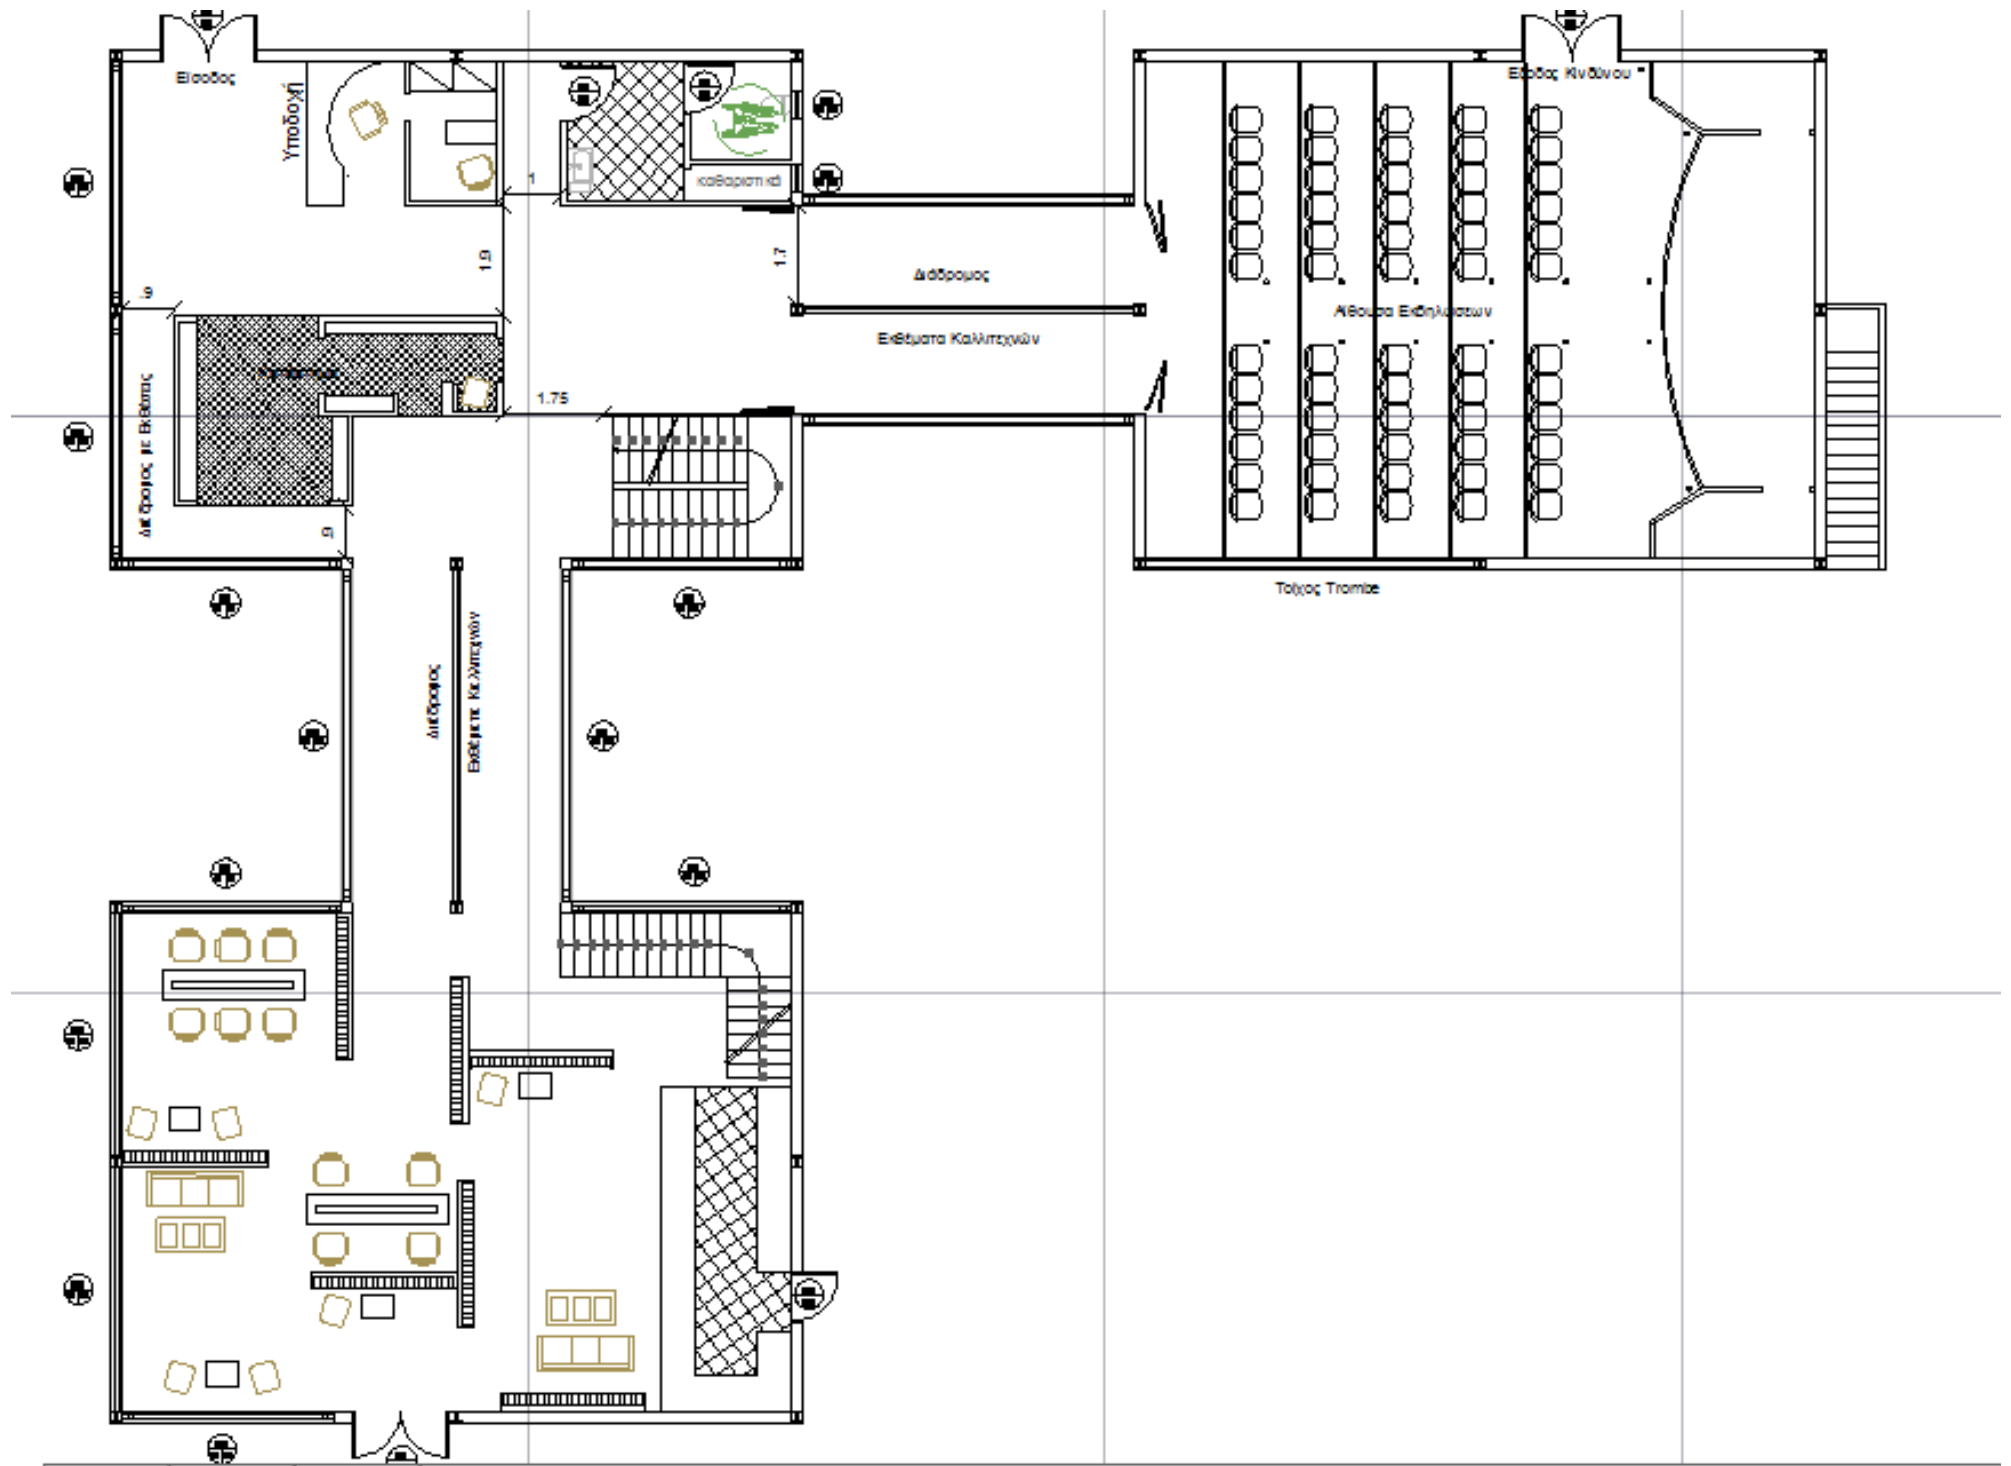 Είσοδος
Υποδοχή
Έξοδος Κινδύνου
καθαριστικά
1
1.9
1.7
Διάδρομος
.9
Αίθουσα Εκδηλώσεων
Εκθέματα Καλλιτεχνών
1.75
Διάδρομος με Εκθέσεις
.9
Τοίχος Trombe
Διάδρομος
Εκθέματα Καλλιτεχνών